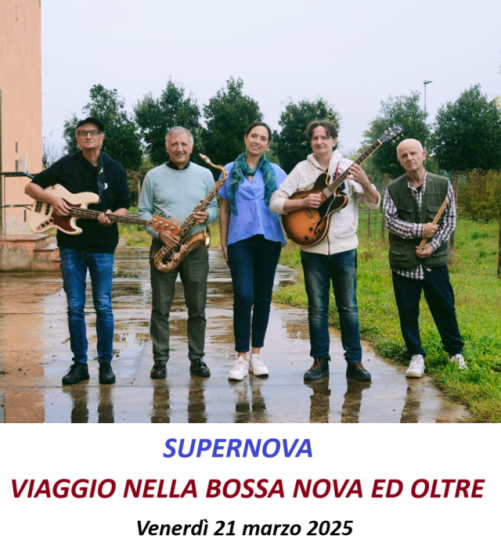 SUPERNOVA
VIAGGIO NELLA BOSSA NOVA ED OLTRE
Venerdì 21 marzo 2025